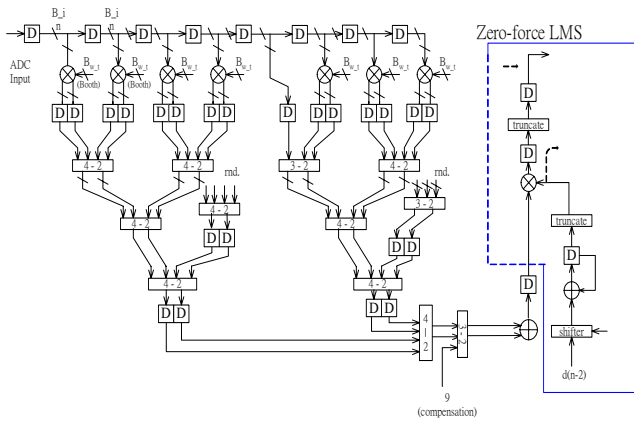 Zero-force LMS
B_i
n
B_i
n
D D D D D D D D
ADC
Input
B_w_t
(Booth)
B_w_t
(Booth)
B_w_t
B_w_t
B_w_t
B_w_t
B_w_t
D D D D D D D D D D D D D D D
4 - 2
4 - 2
3 - 2
4 - 2
rnd.
rnd.
4 - 2
3 - 2
4 - 2
4 - 2
D D
D D
4 - 2
4 - 2
D D
D D
4 - 2
3 - 2
9
(compensation)
D
truncate
D
truncate
D
D
shifter
d(n-2)